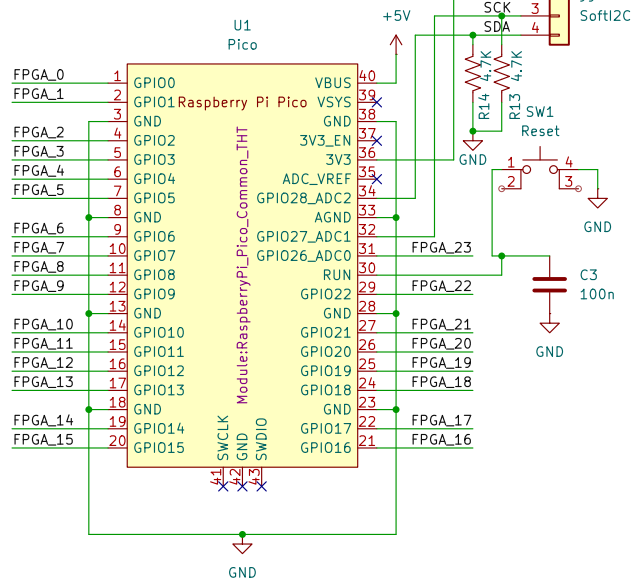 U1
Pico
+5V
SCK 3
SDA 4
SoftI2C
R14 4.7K
R13 4.7K
GND
SW1
Reset
1 4
2 3
GND
C3
100n
GND
Raspberry Pi Pico
Module:RaspberryPi_Pico_Common_THT
FPGA_0 1 GPIO0
FPGA_1 2 GPIO1
3 GND
FPGA_2 4 GPIO2
FPGA_3 5 GPIO3
FPGA_4 6 GPIO4
FPGA_5 7 GPIO5
8 GND
FPGA_6 9 GPIO6
FPGA_7 10 GPIO7
FPGA_8 11 GPIO8
FPGA_9 12 GPIO9
13 GND
FPGA_10 14 GPIO10
FPGA_11 15 GPIO11
FPGA_12 16 GPIO12
FPGA_13 17 GPIO13
18 GND
FPGA_14 19 GPIO14
FPGA_15 20 GPIO15
VBUS 40
VSYS 39
GND 38
3V3_EN 37
3V3 36
ADC_VREF 35
GPIO28_ADC2 34
AGND 33
GPIO27_ADC1 32
GPIO26_ADC0 31 FPGA_23
RUN 30
GPIO22 29 FPGA_22
GND 28
GPIO21 27 FPGA_21
GPIO20 26 FPGA_20
GPIO19 25 FPGA_19
GPIO18 24 FPGA_18
GND 23
GPIO17 22 FPGA_17
GPIO16 21 FPGA_16
SWCLK 41
GND 42
SWDIO 43
GND